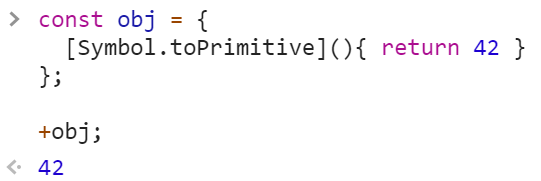 > const obj = {
[Symbol.toPrimitive](){ return 42 }
};
+obj;
42